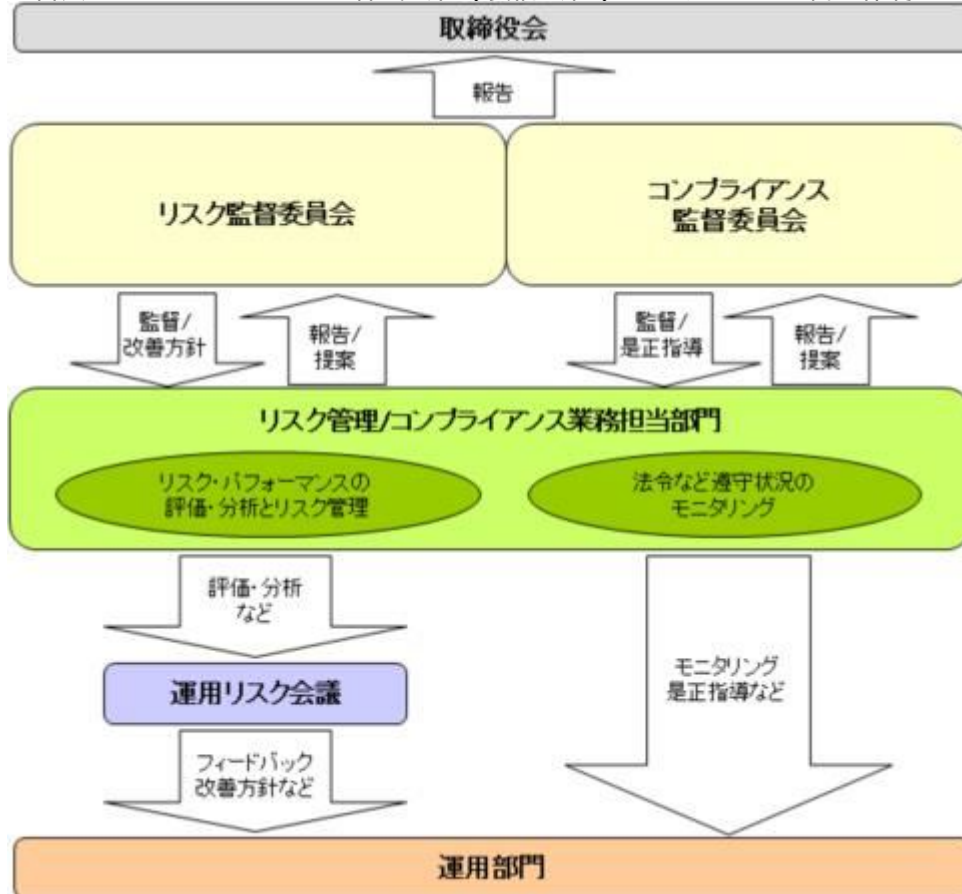 取締役会
報告
リスク監督委員会
コンプライアンス
監督委員会
監督/
改善方針
報告/
提案
監督/
是正指導
報告/
提案
リスク管理/コンプライアンス業務担当部門
リスク・パフォーマンスの
評価・分析とリスク管理
法令など遵守状況の
モニタリング
評価・分析
など
運用リスク会議
モニタリング
是正指導など
フィードバック
改善方針など
運用部門